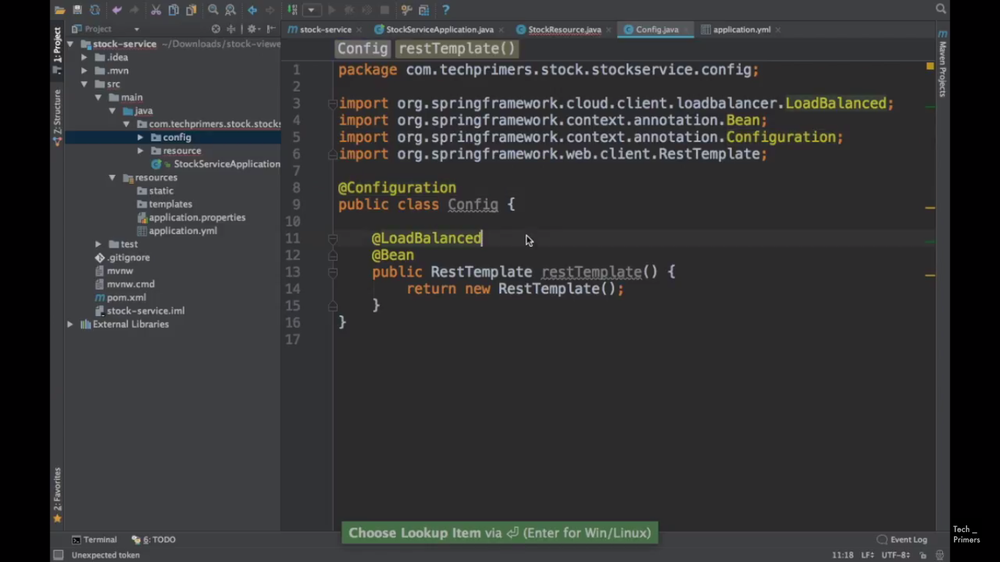 stock-service
StockServiceApplication.java
StockResource.java
Config.java
application.yml
1: Project
Project
Config restTemplate()
stock-service ~/Downloads/stock-viewe
.idea
.mvn
src
main
java
com.techprimers.stock.stocks
config
resource
StockServiceApplication
resources
static
templates
application.properties
application.yml
test
.gitignore
mvnw
mvnw.cmd
pom.xml
stock-service.iml
External Libraries
Z: Structure
2: Favorites
1 package com.techprimers.stock.stockservice.config;
2
3 import org.springframework.cloud.client.loadbalancer.LoadBalanced;
4 import org.springframework.context.annotation.Bean;
5 import org.springframework.context.annotation.Configuration;
6 import org.springframework.web.client.RestTemplate;
7
8 @Configuration
9 public class Config {
10
11 @LoadBalanced
12 @Bean
13 public RestTemplate restTemplate() {
14 return new RestTemplate();
15 }
16 }
17
Maven Projects
Choose Lookup Item via ⏎ (Enter for Win/Linux)
Terminal
6: TODO
Event Log
Unexpected token
11:18 LF÷ UTF-8÷
Tech _
Primers